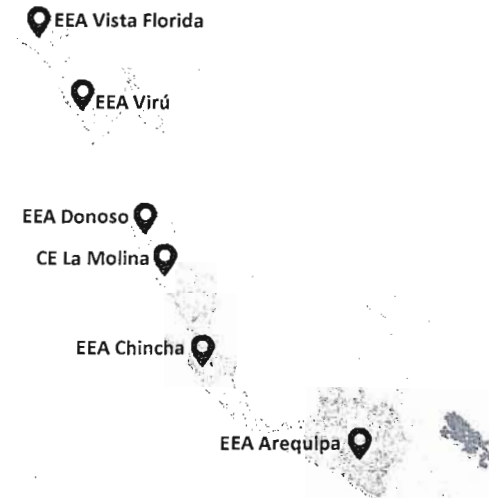 EEA Vista Florida
EEA Virú
EEA Donoso
CE La Molina
EEA Chincha
EEA Arequipa